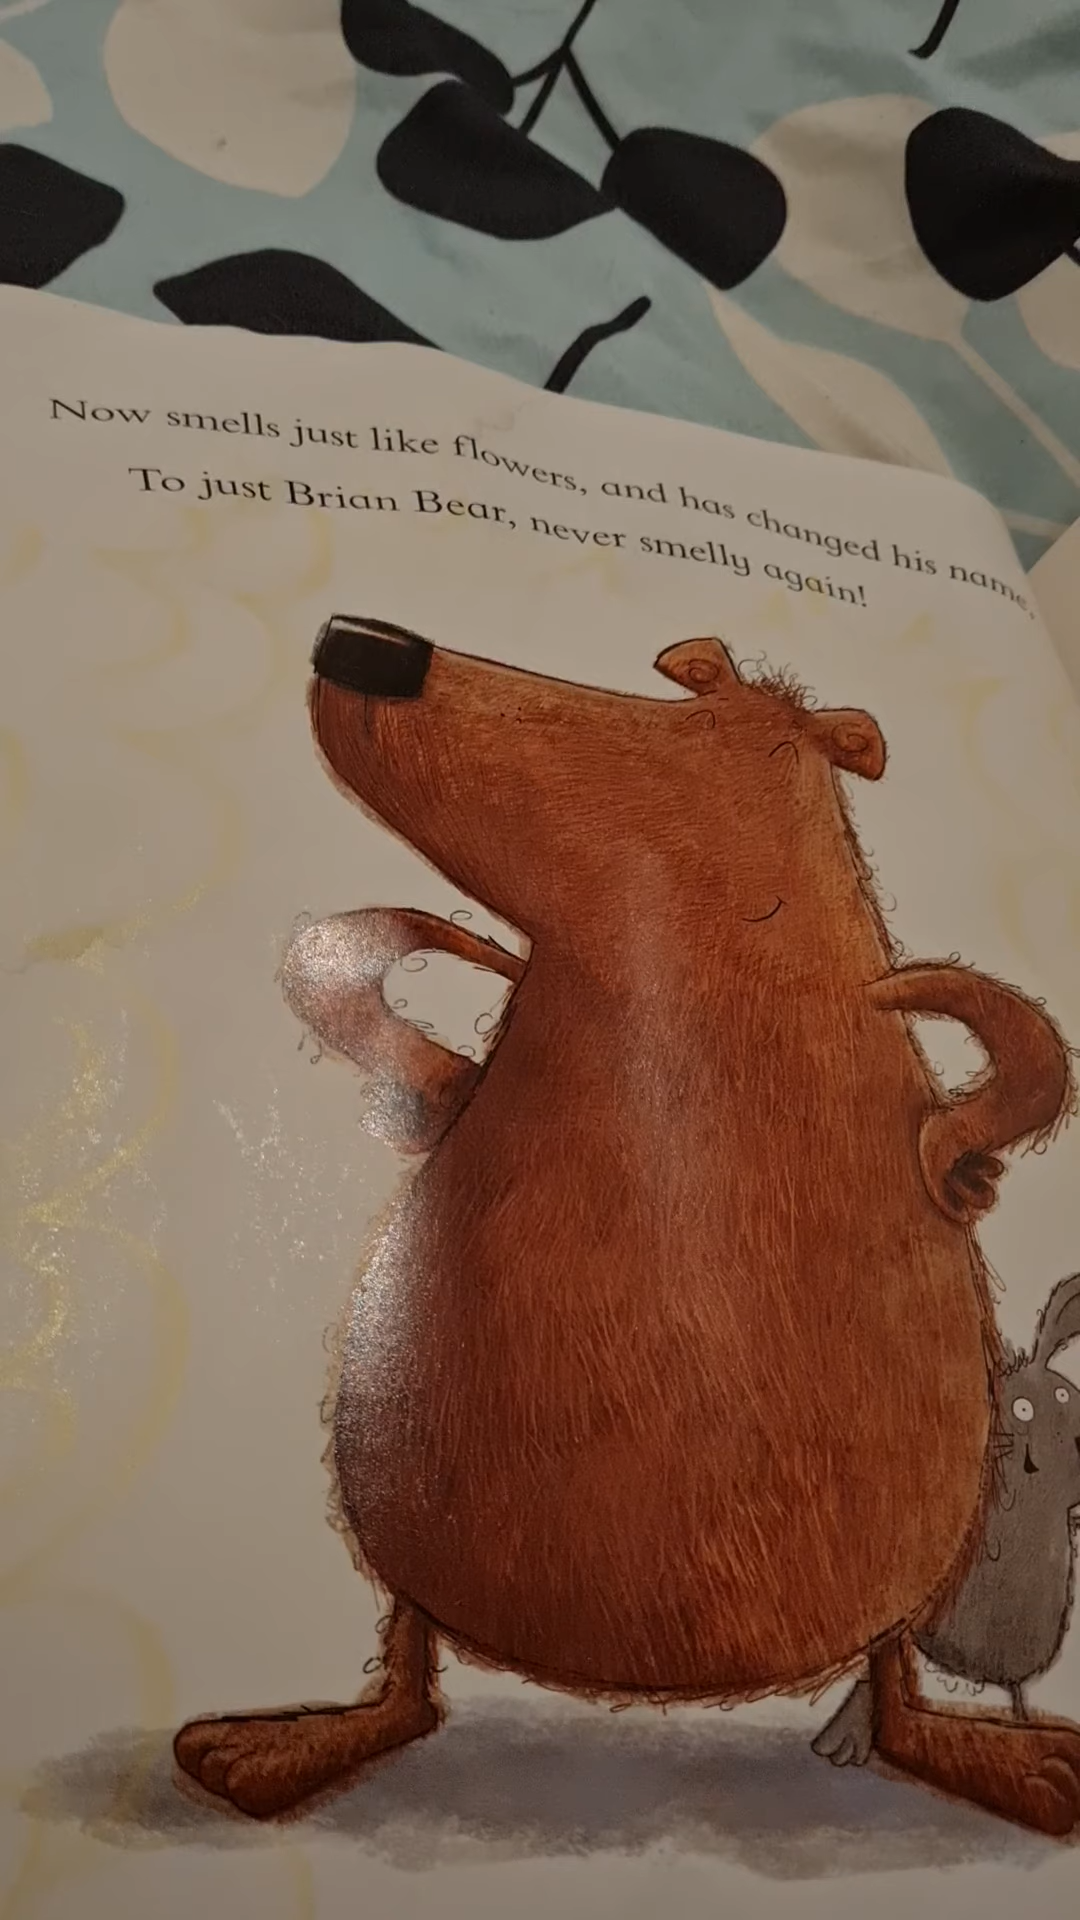 Now smells just like flowers, and has changed his name,
To just Brian Bear, never smelly again!